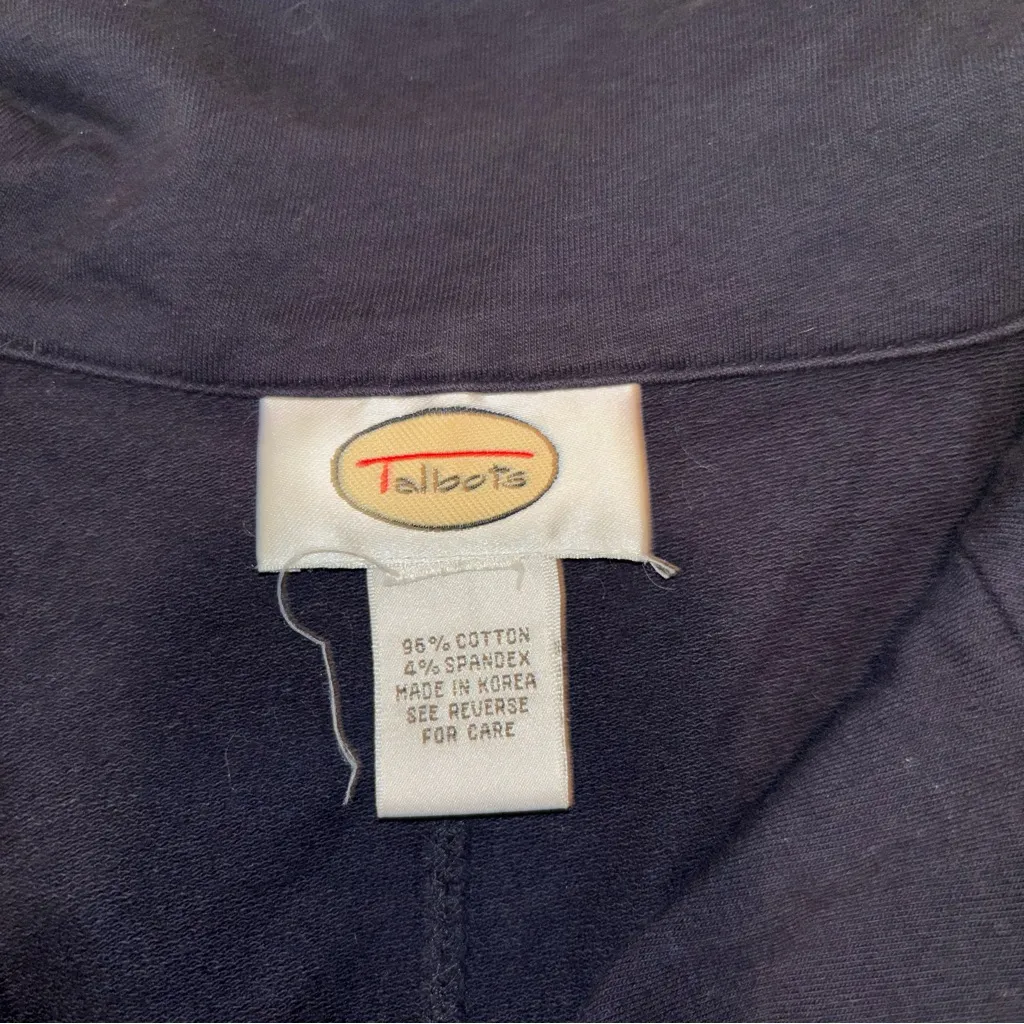 Talbots
96% COTTON
4% SPANDEX
MADE IN KOREA
SEE REVERSE
FOR CARE